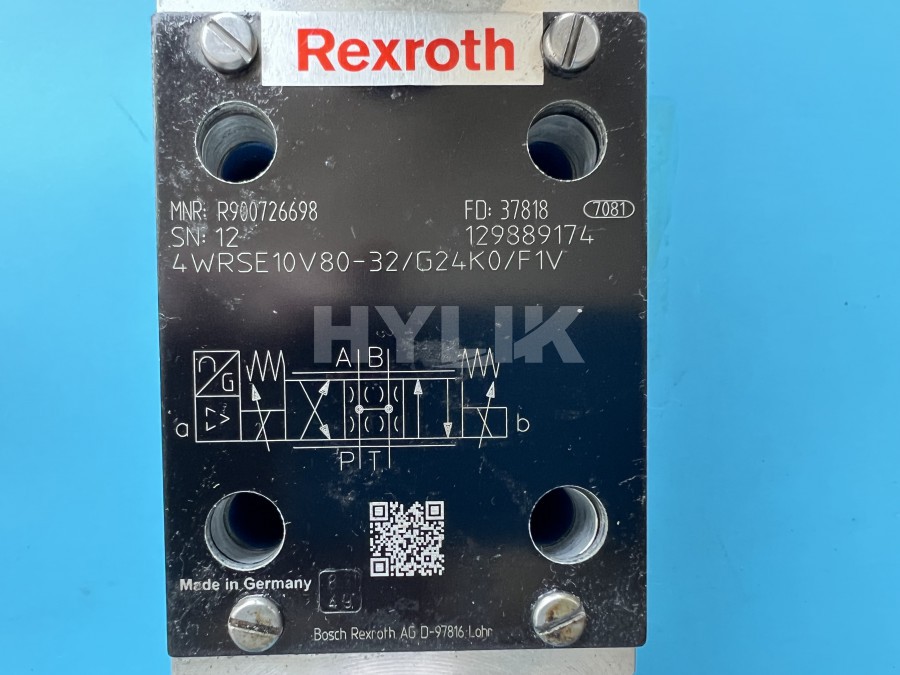 Rexroth
MNR: R900726698 FD: 37818 7081
SN: 12 129889174
4WRSE10V80-32/G24K0/F1V
HYLIK
A B
G
a b
P T
Made in Germany
Bosch Rexroth AG D-97816 Lohr